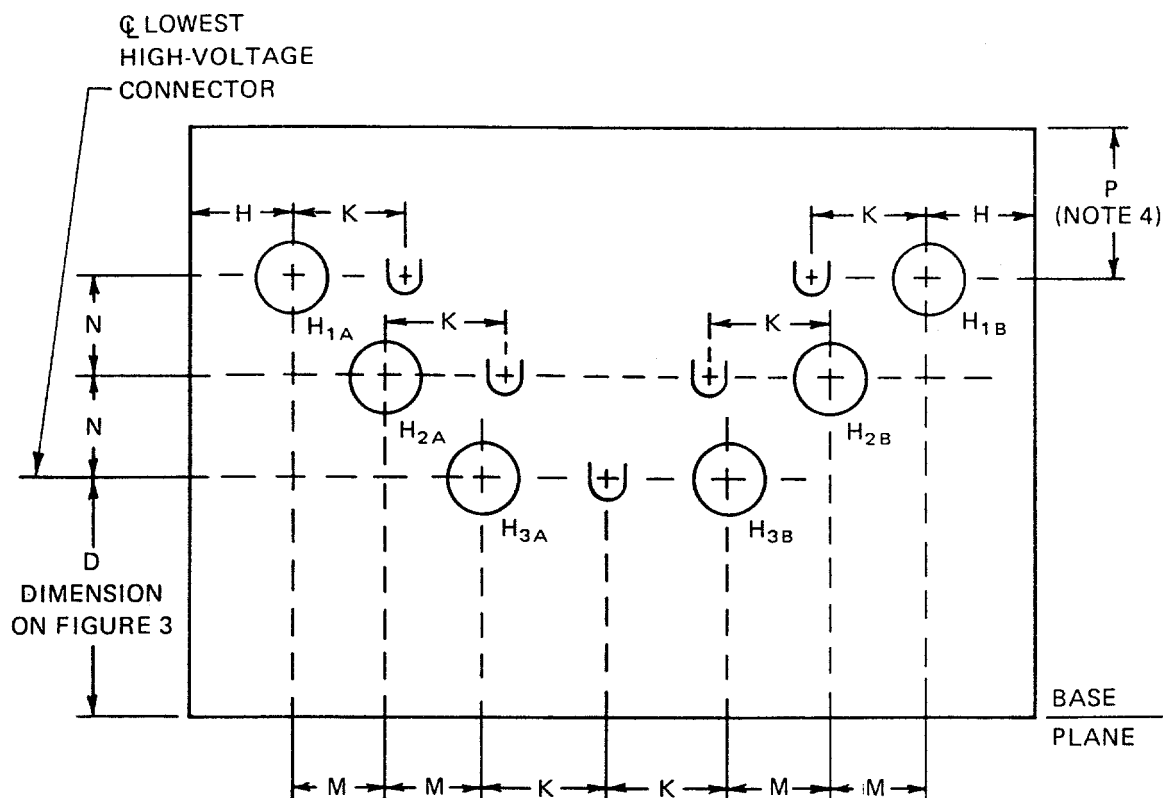 ℄ LOWEST
HIGH-VOLTAGE
CONNECTOR
H K K H
P
(NOTE 4)
N
H1A
K K
H1B
N
H2A
H2B
H3A
H3B
D
DIMENSION
ON FIGURE 3
BASE
PLANE
M M K K M M